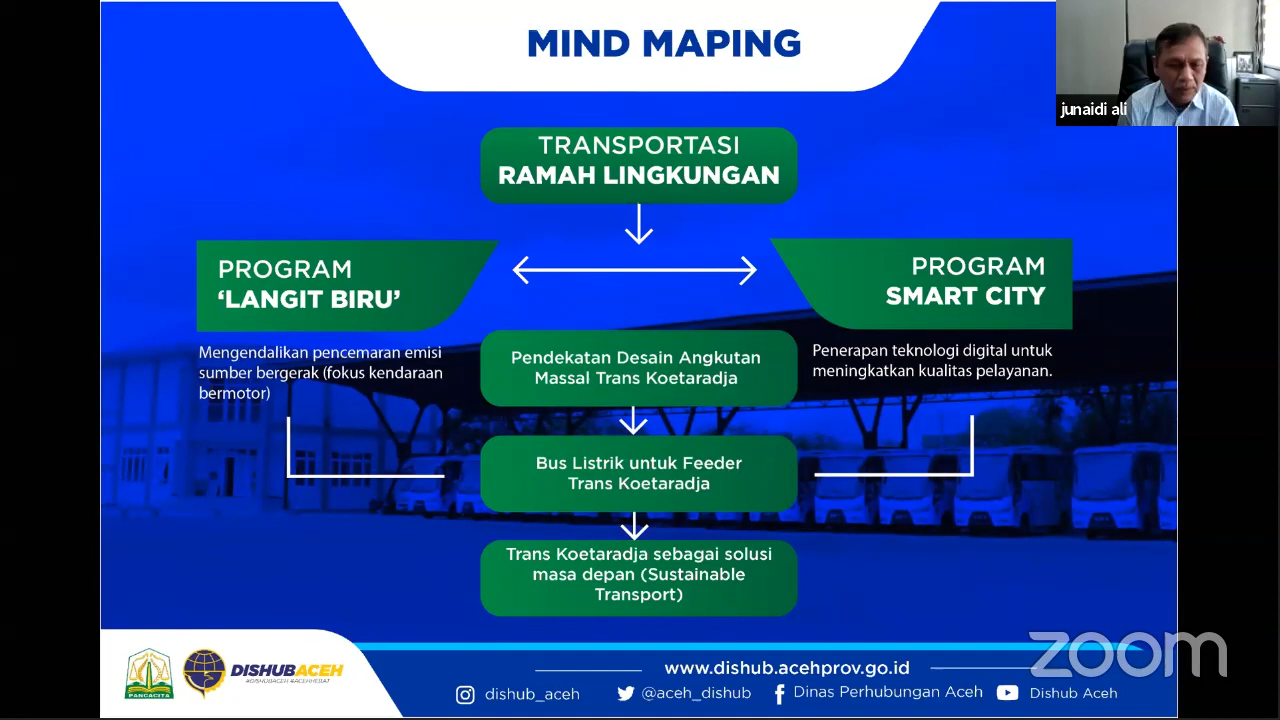 MIND MAPING
junaidi ali
TRANSPORTASI
RAMAH LINGKUNGAN
PROGRAM
‘LANGIT BIRU’
PROGRAM
SMART CITY
Mengendalikan pencemaran emisi
sumber bergerak (fokus kendaraan
bermotor)
Pendekatan Desain Angkutan
Massal Trans Koetaradja
Penerapan teknologi digital untuk
meningkatkan kualitas pelayanan.
Bus Listrik untuk Feeder
Trans Koetaradja
Trans Koetaradja sebagai solusi
masa depan (Sustainable
Transport)
zoom
PANCACITA
DISHUBACEH
#DISHUBACEH #ACEHHEBAT
www.dishub.acehprov.go.id
dishub_aceh
@aceh_dishub
Dinas Perhubungan Aceh
Dishub Aceh